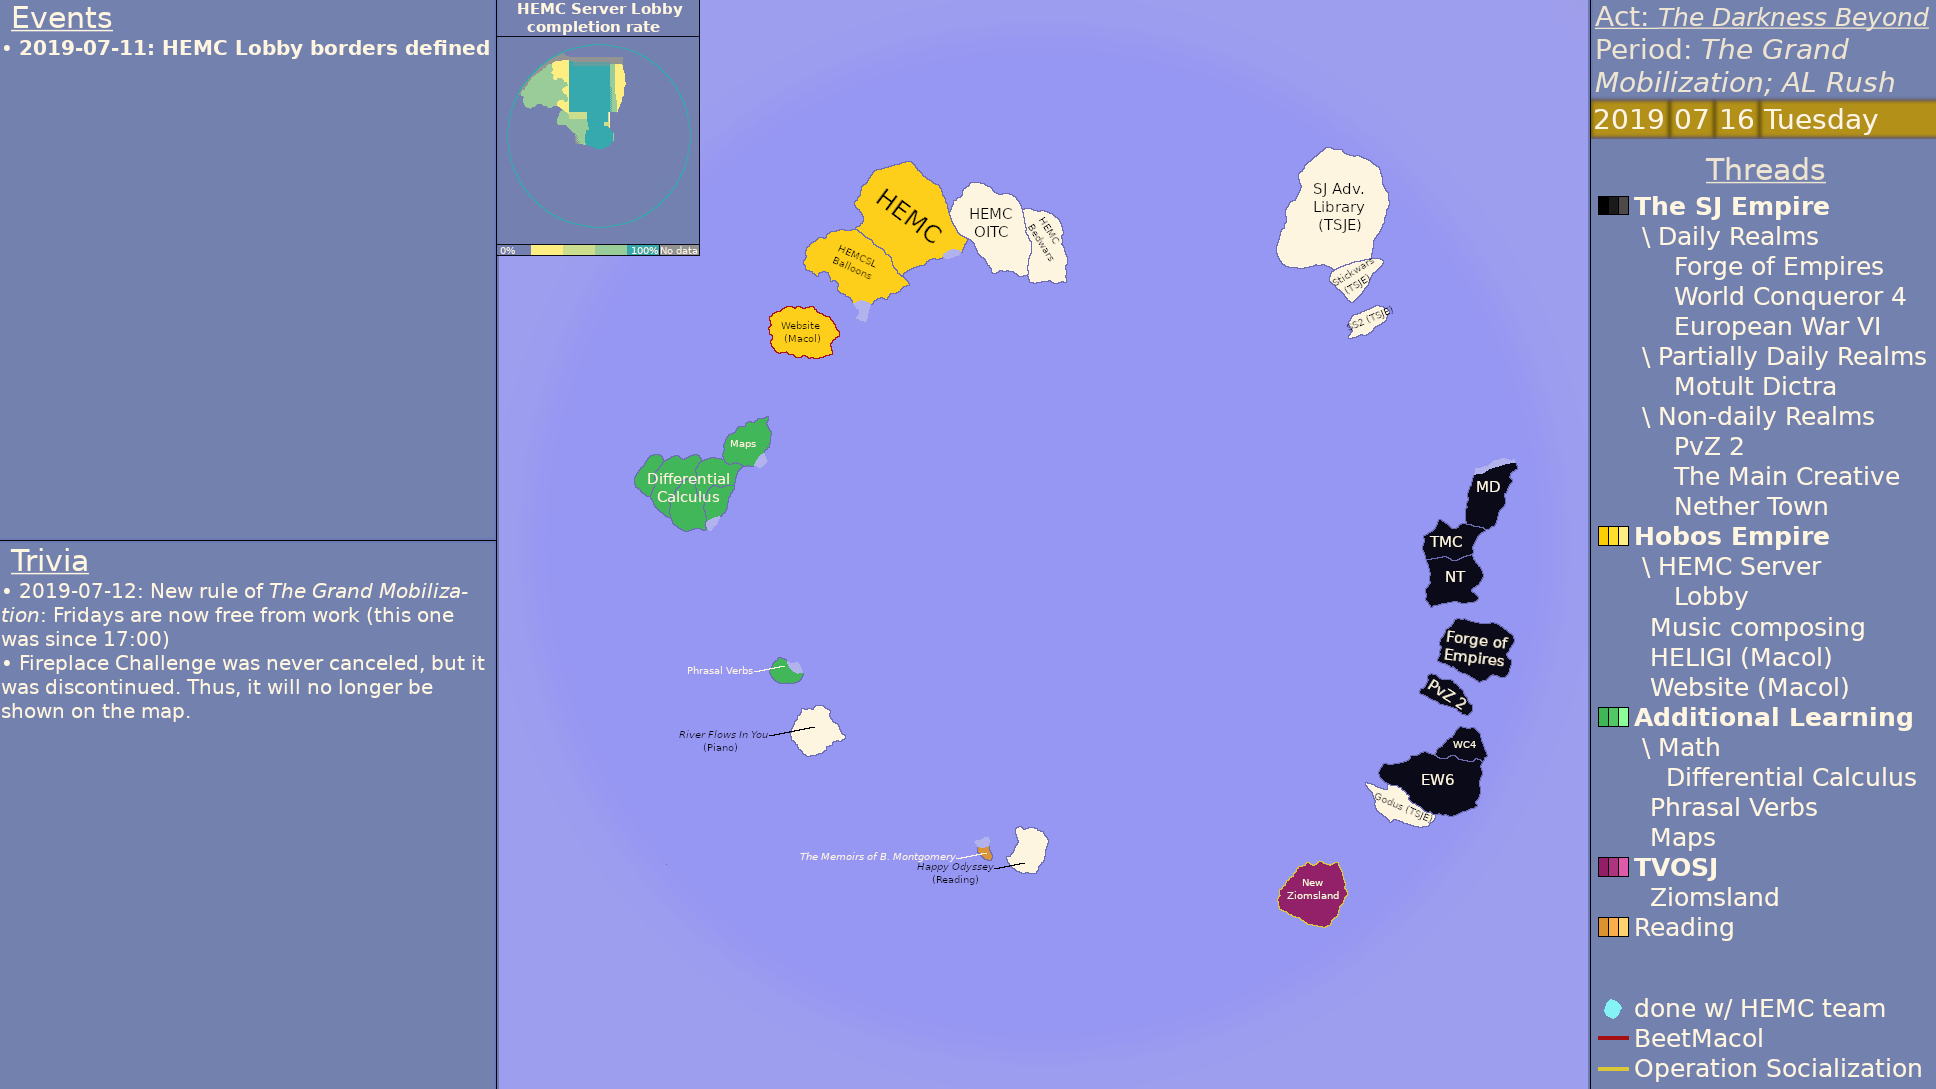 Events
• 2019-07-11: HEMC Lobby borders defined
Trivia
• 2019-07-12: New rule of The Grand Mobiliza-
tion: Fridays are now free from work (this one
was since 17:00)
• Fireplace Challenge was never canceled, but it
was discontinued. Thus, it will no longer be
shown on the map.
HEMC Server Lobby
completion rate
0%
100%
No data
HEMC
HEMCSL
Balloons
HEMC
OITC
HEMC
Bedwars
Website
(Macol)
SJ Adv.
Library
(TSJE)
Stickwars
(TSJE)
SS2 (TSJE)
Maps
Differential
Calculus
MD
TMC
NT
Forge of
Empires
PvZ 2
WC4
EW6
Godus (TSJE)
Phrasal Verbs
River Flows In You
(Piano)
The Memoirs of B. Montgomery
Happy Odyssey
(Reading)
New
Ziomsland
Act: The Darkness Beyond
Period: The Grand
Mobilization; AL Rush
2019 07 16 Tuesday
Threads
The SJ Empire
\ Daily Realms
Forge of Empires
World Conqueror 4
European War VI
\ Partially Daily Realms
Motult Dictra
\ Non-daily Realms
PvZ 2
The Main Creative
Nether Town
Hobos Empire
\ HEMC Server
Lobby
Music composing
HELIGI (Macol)
Website (Macol)
Additional Learning
\ Math
Differential Calculus
Phrasal Verbs
Maps
TVOSJ
Ziomsland
Reading
done w/ HEMC team
BeetMacol
Operation Socialization